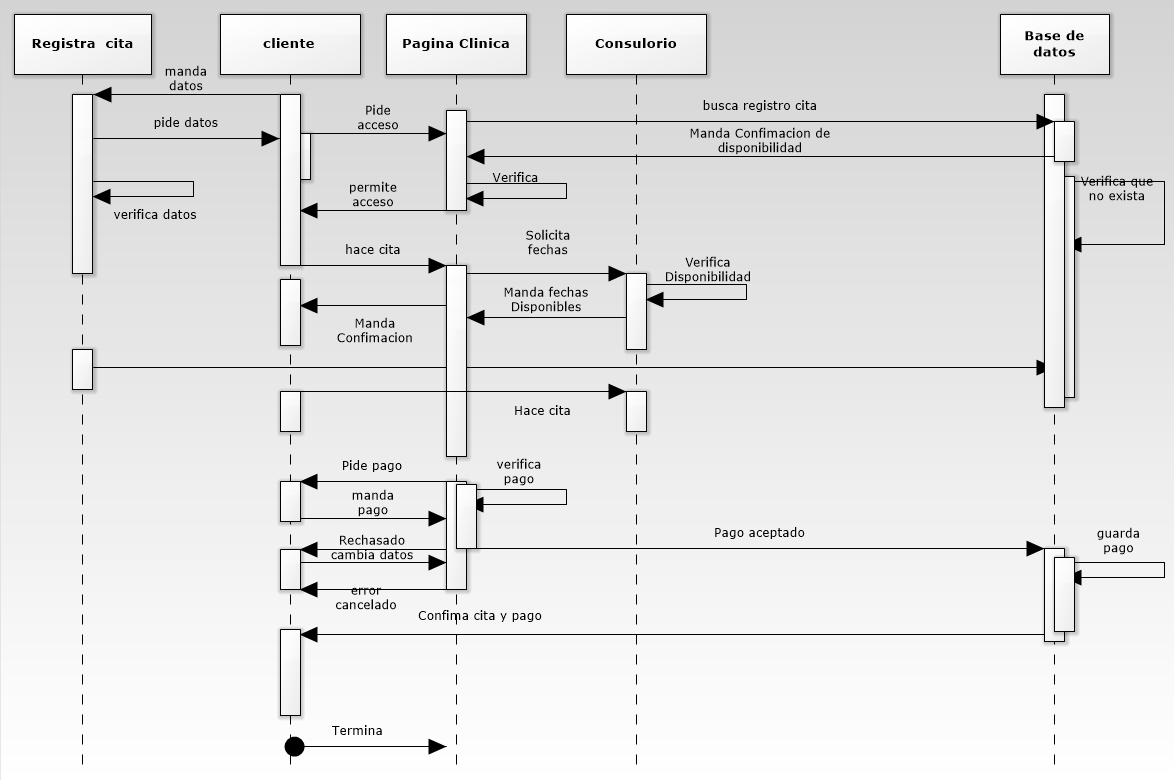 Registra  cita
cliente
Pagina Clinica
Consulorio
Base de
datos
manda
datos
pide datos
Pide
acceso
busca registro cita
Manda Confimacion de
disponibilidad
Verifica
Verifica que
no exista
permite
acceso
verifica datos
hace cita
Solicita
fechas
Verifica
Disponibilidad
Manda fechas
Disponibles
Manda
Confimacion
Hace cita
Pide pago
verifica
pago
manda
pago
Rechasado
cambia datos
Pago aceptado
guarda
pago
error
cancelado
Confima cita y pago
Termina